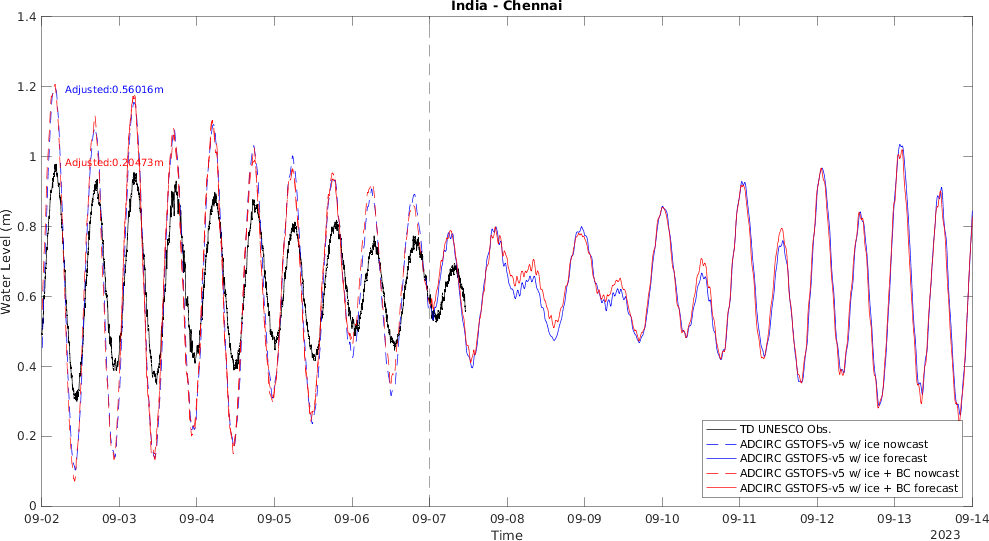 India - Chennai
1.4
1.2
1
0.8
0.6
0.4
0.2
0
Water Level (m)
Adjusted:0.56016m
Adjusted:0.20473m
TD UNESCO Obs.
ADCIRC GSTOFS-v5 w/ ice nowcast
ADCIRC GSTOFS-v5 w/ ice forecast
ADCIRC GSTOFS-v5 w/ ice + BC nowcast
ADCIRC GSTOFS-v5 w/ ice + BC forecast
09-02 09-03 09-04 09-05 09-06 09-07 09-08 09-09 09-10 09-11 09-12 09-13 09-14
Time
2023